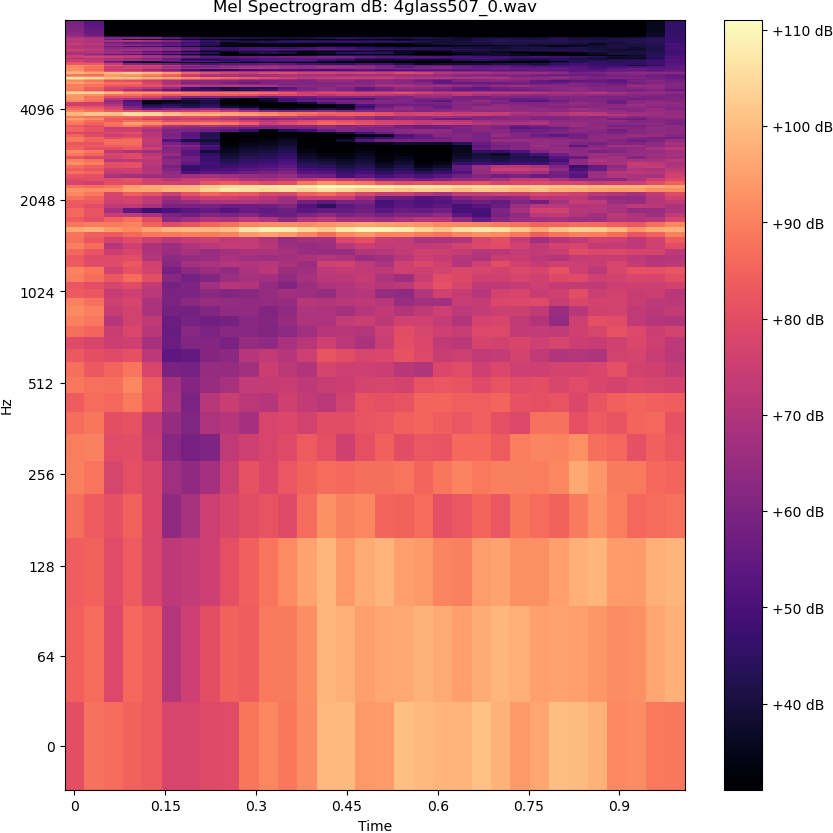 Mel Spectrogram dB: 4glass507_0.wav
Hz
4096
2048
1024
512
256
128
64
0
0 0.15 0.3 0.45 0.6 0.75 0.9
Time
+110 dB
+100 dB
+90 dB
+80 dB
+70 dB
+60 dB
+50 dB
+40 dB